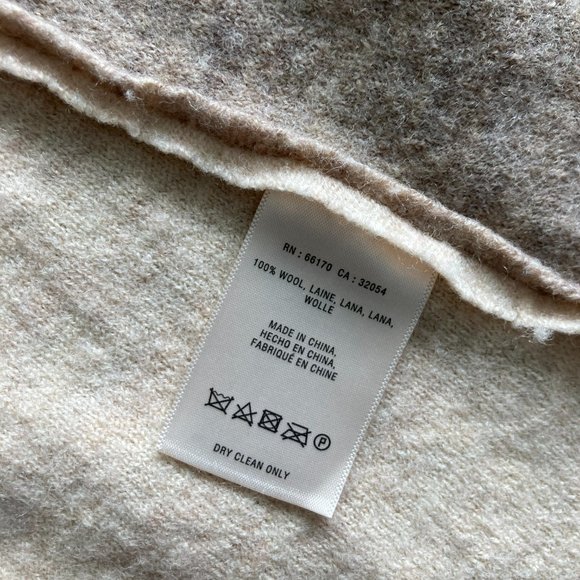 RN : 66170 CA : 32054
100% WOOL, LAINE, LANA, LANA,
WOLLE
MADE IN CHINA,
HECHO EN CHINA,
FABRIQUÉ EN CHINE
P
DRY CLEAN ONLY